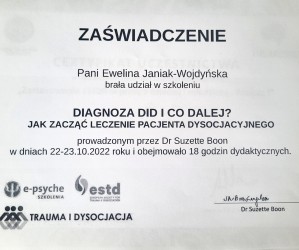 ZAŚWIADCZENIE
Pani Ewelina Janiak-Wojdyńska
brała udział w szkoleniu
DIAGNOZA DID I CO DALEJ?
JAK ZACZĄĆ LECZENIE PACJENTA DYSOCJACYJNEGO
prowadzonym przez Dr Suzette Boon
w dniach 22-23.10.2022 roku i obejmowało 18 godzin dydaktycznych.
e-psyche
SZKOLENIA
estd
TRAUMA I DYSOCJACJA
Dr Suzette Boon